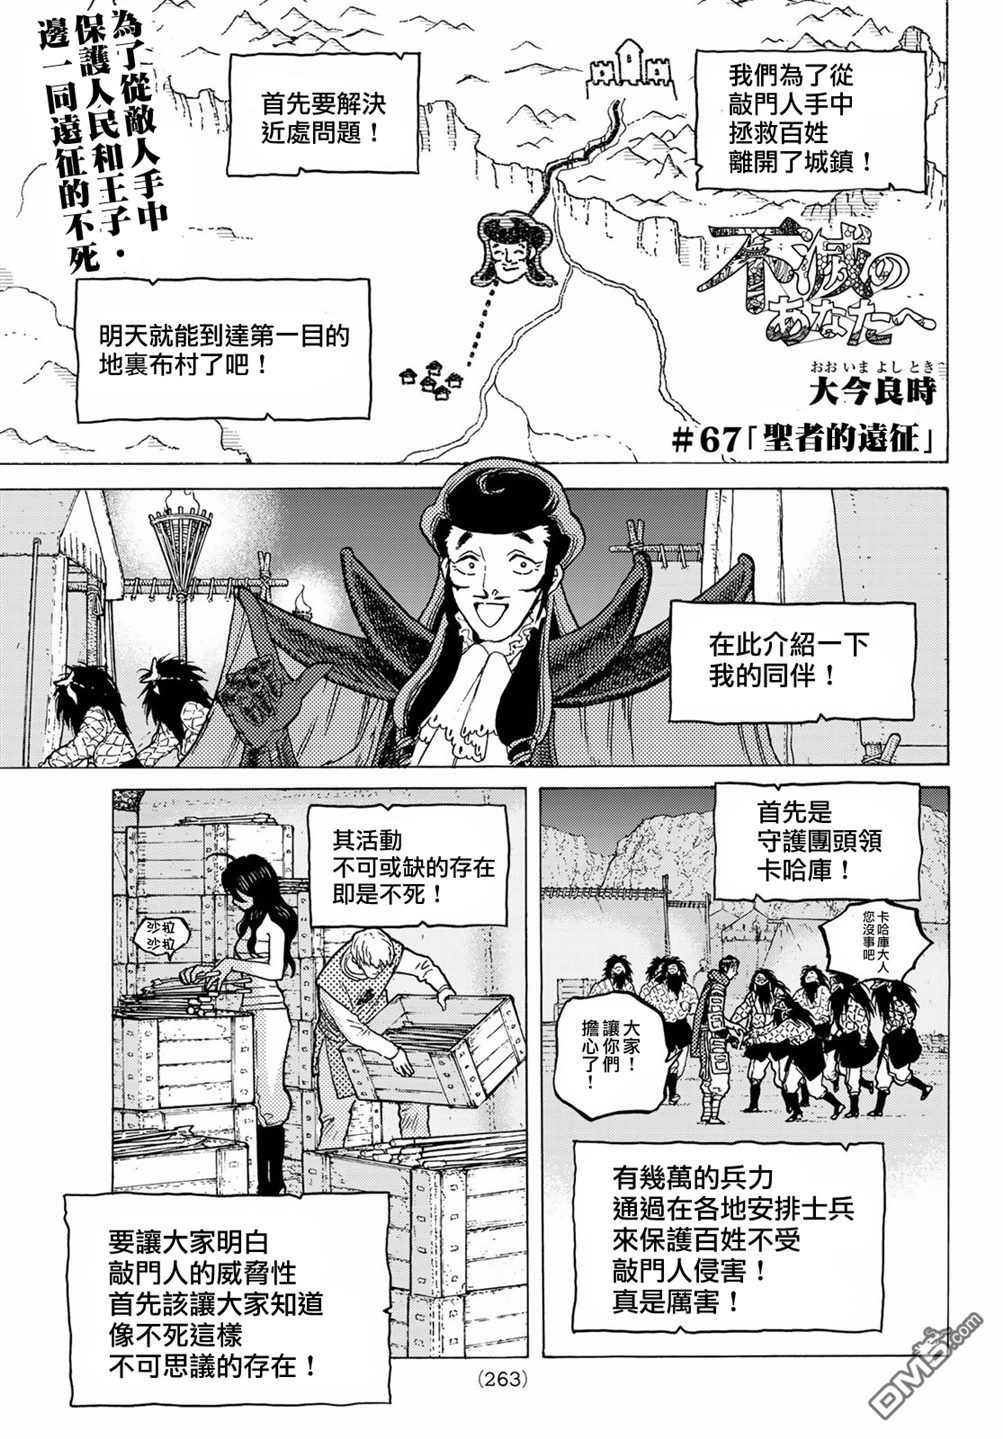 我們為了從
敲門人手中
拯救百姓
離開了城鎮！
首先要解決
近處問題！
為了從敵人手中
保護人民和王子・
邊一同遠征的不死
不滅のあなたへ
おおいまよしとき
大今良時
#67「聖者的遠征」
明天就能到達第一目的
地裏布村了吧！
在此介紹一下
我的同伴！
首先是
守護團頭領
卡哈庫！
卡哈庫大人
您沒事吧
大家！
讓你們
擔心了！
有幾萬的兵力
通過在各地安排士兵
來保護百姓不受
敲門人侵害！
真是厲害！
其活動
不可或缺的存在
即是不死！
沙拉
沙拉
要讓大家明白
敲門人的威脅性
首先該讓大家知道
像不死這樣
不可思議的存在！
(263)
DM5.com